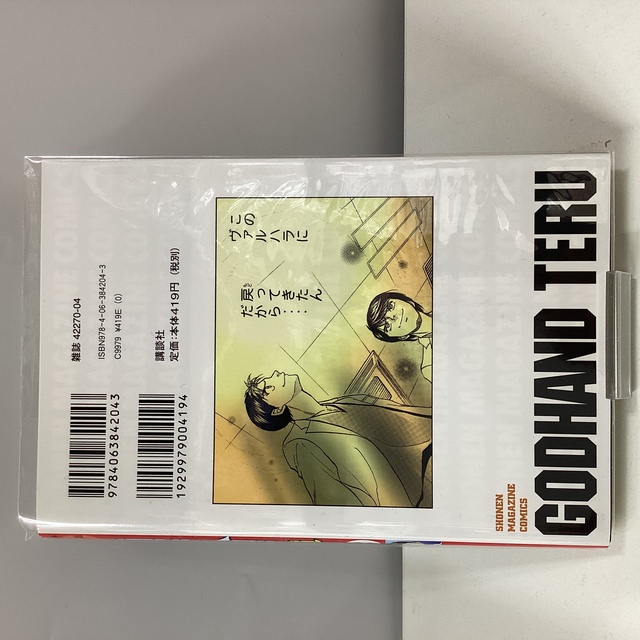 GODHAND TERU
SHONEN
MAGAZINE
COMICS
この
ヴァルハラに
戻ってきたん
だから……
雑誌 42270-04
ISBN978-4-06-384204-3
C9979 ¥419E (0)
講談社
定価:本体419円(税別)
9784063842043
1929979004194